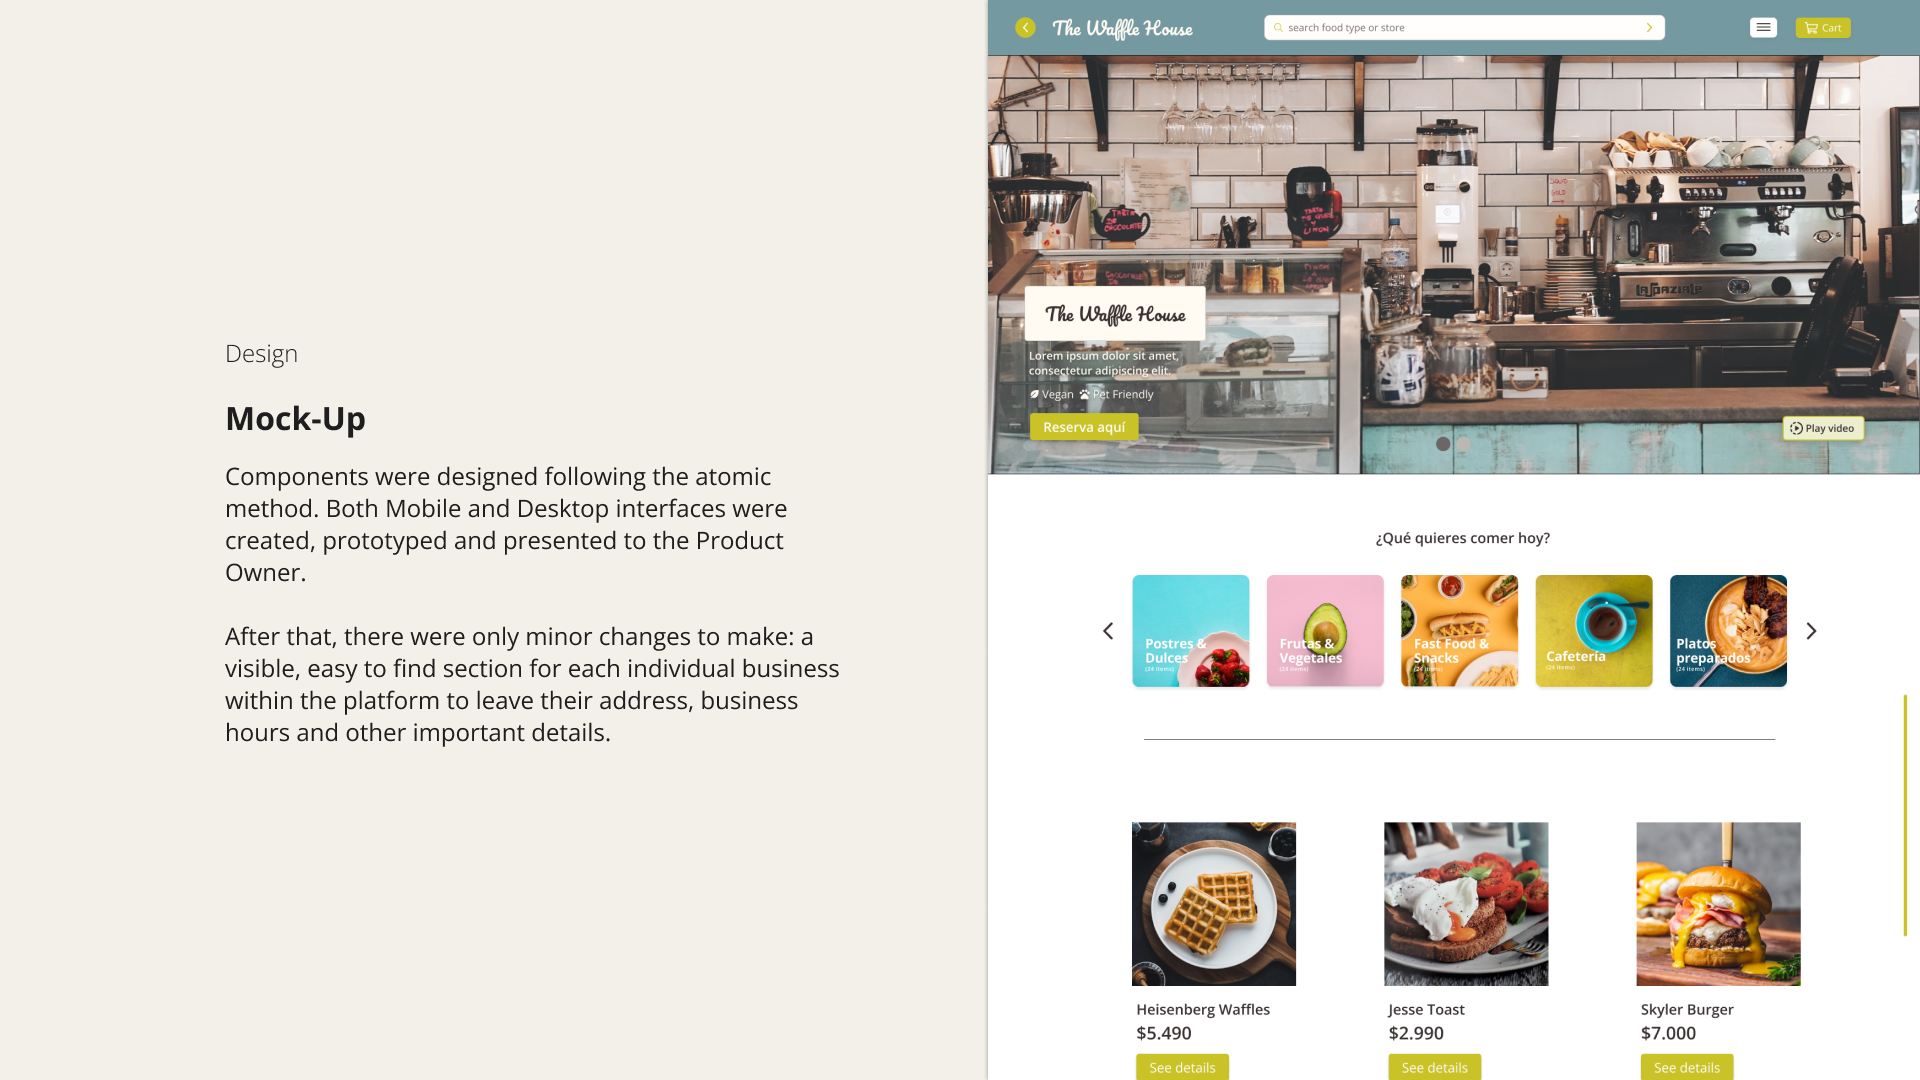 Design
Mock-Up
Components were designed following the atomic
method. Both Mobile and Desktop interfaces were
created, prototyped and presented to the Product
Owner.
After that, there were only minor changes to make: a
visible, easy to find section for each individual business
within the platform to leave their address, business
hours and other important details.
The Waffle House
search food type or store
Cart
The Waffle House
Lorem ipsum dolor sit amet,
consectetur adipiscing elit.
Vegan Pet Friendly
Reserva aquí
Play video
¿Qué quieres comer hoy?
Postres &
Dulces
(24 items)
Frutas &
Vegetales
(24 items)
Fast Food &
Snacks
(24 items)
Cafetería
(24 items)
Platos
preparados
(24 items)
Heisenberg Waffles
$5.490
See details
Jesse Toast
$2.990
See details
Skyler Burger
$7.000
See details